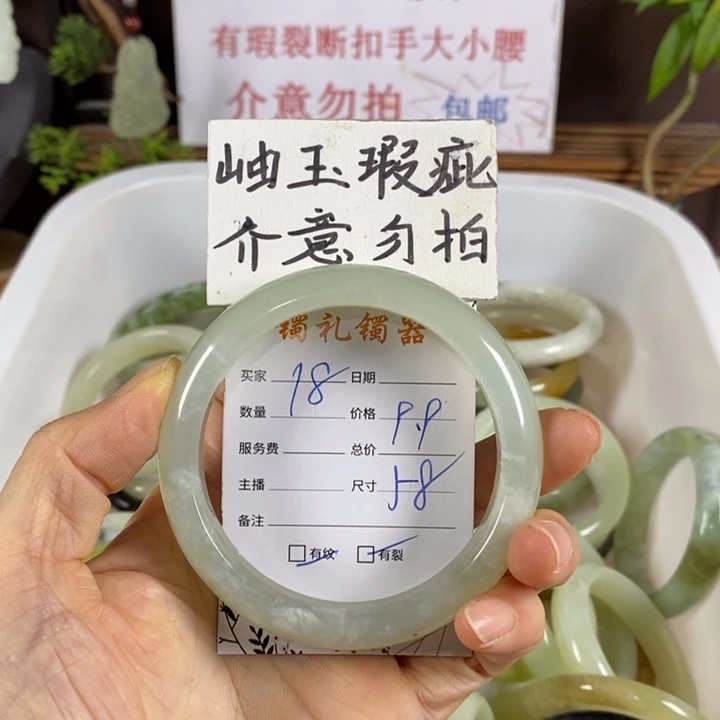 有瑕裂断扣手大小腰
介意勿拍 包邮
岫玉瑕疵
介意勿拍
镯礼镯器
买家 18 日期
数量 价格 9.9
服务费 总价
主播 尺寸 58
备注
有纹 有裂